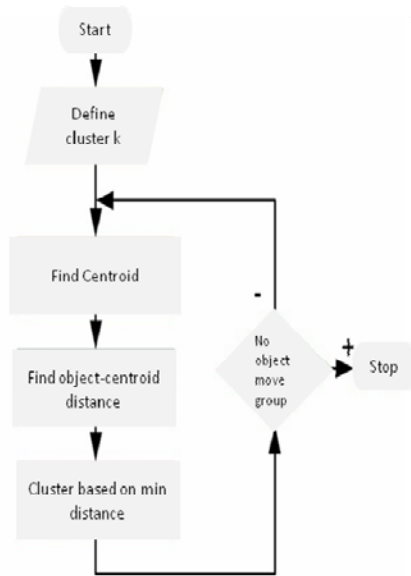 Start
Define
cluster k
Find Centroid
Find object-centroid
distance
Cluster based on min
distance
-
No
object
move
group
+
Stop